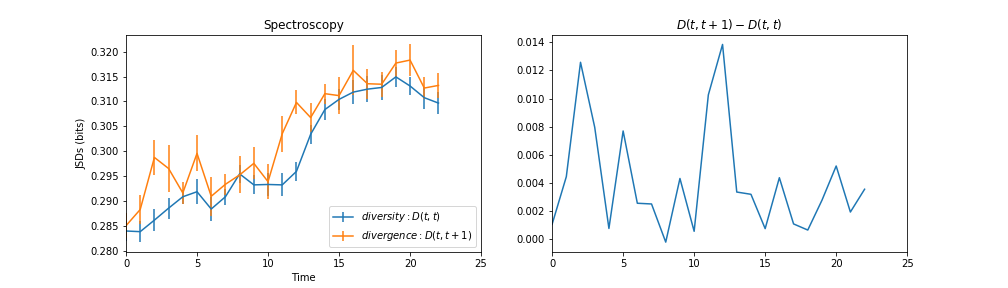 Spectroscopy
JSDs (bits)
0.320
0.315
0.310
0.305
0.300
0.295
0.290
0.285
0.280
diversity: D(t, t)
divergence: D(t, t + 1)
0 5 10 15 20 25
Time
D(t, t + 1) − D(t, t)
0.014
0.012
0.010
0.008
0.006
0.004
0.002
0.000
0 5 10 15 20 25